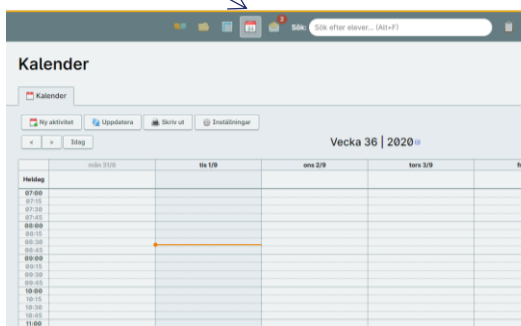 3
Sök: Sök efter elever... (Alt+F)
Kalender
Kalender
Ny aktivitet Uppdatera Skriv ut Inställningar
< > Idag
Vecka 36 | 2020
mån 31/8 tis 1/9 ons 2/9 tors 3/9
Heldag
07:00
07:15
07:30
07:45
08:00
08:15
08:30
08:45
09:00
09:15
09:30
09:45
10:00
10:15
10:30
10:45
11:00